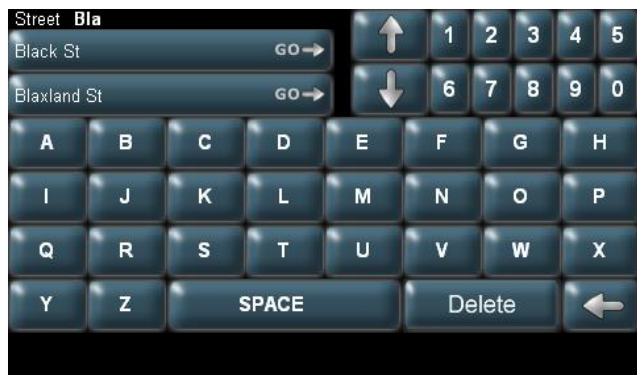 Street Bla
Black St GO
Blaxland St GO
1 2 3 4 5
6 7 8 9 0
A B C D E F G H
I J K L M N O P
Q R S T U V W X
Y Z SPACE Delete